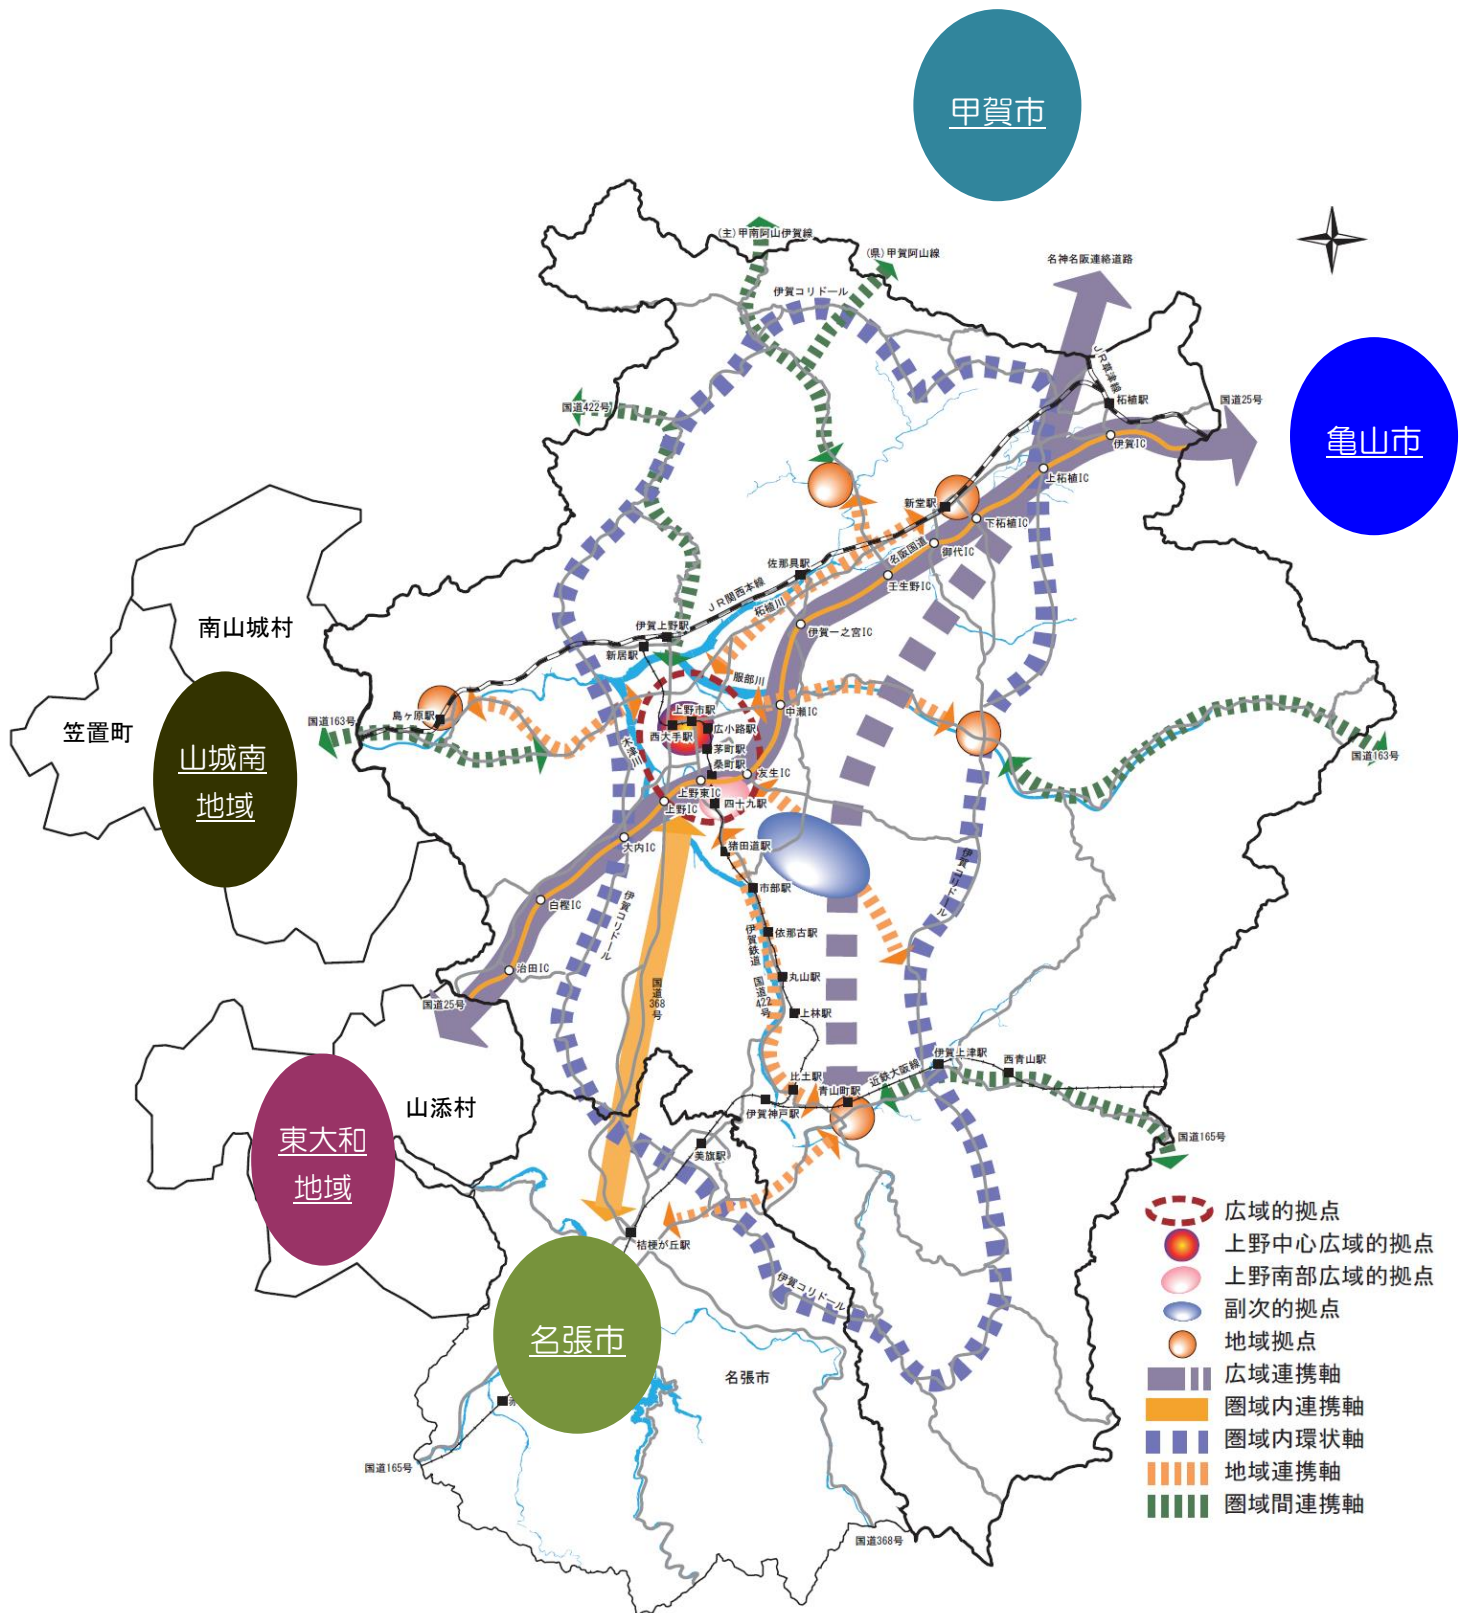 甲賀市
(主)甲南阿山伊賀線
(県)甲賀阿山線
名神名阪連絡道路
伊賀コリドール
JR草津線
柘植駅
国道25号
亀山市
国道422号
伊賀IC
上柘植IC
新堂駅
下柘植IC
名阪国道
御代IC
佐那具駅
壬生野IC
JR関西本線
柘植川
南山城村
伊賀上野駅
伊賀一之宮IC
新居駅
服部川
島ヶ原駅
国道163号
上野市駅
中瀬IC
笠置町
西大手駅
広小路駅
山城南
地域
木津川
茅町駅
国道163号
桑町駅
友生IC
上野東IC
上野IC
四十九駅
大内IC
猪田道駅
伊賀コリドール
市部駅
白樫IC
伊賀コリドール
依那古駅
伊賀鉄道
治田IC
丸山駅
国道25号
国道368号
国道422号
上林駅
伊賀上津駅
西青山駅
近鉄大阪線
比土駅
青山町駅
山添村
伊賀神戸駅
東大和
地域
国道165号
美旗駅
桔梗が丘駅
伊賀コリドール
名張市
名張市
赤
国道165号
国道368号
広域的拠点
上野中心広域的拠点
上野南部広域的拠点
副次的拠点
地域拠点
広域連携軸
圏域内連携軸
圏域内環状軸
地域連携軸
圏域間連携軸